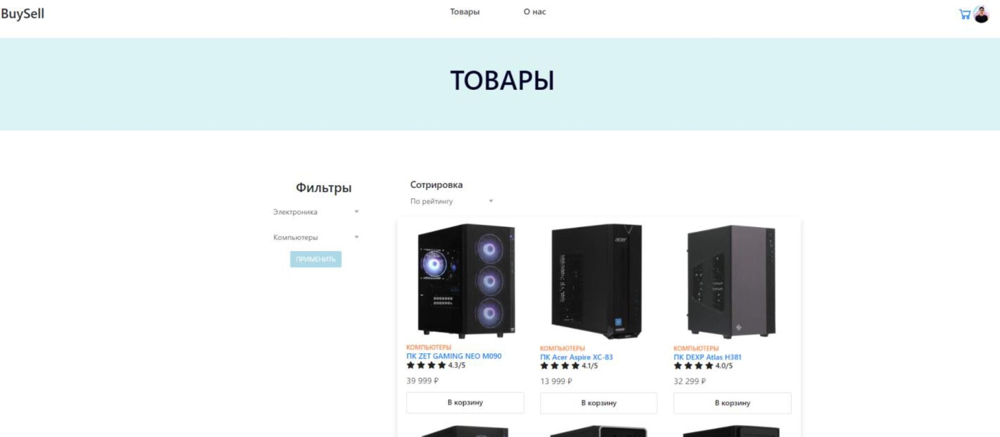 BuySell
Товары
О нас
ТОВАРЫ
Фильтры
Электроника
Компьютеры
ПРИМЕНИТЬ
Сотрировка
По рейтингу
acer
КОМПЬЮТЕРЫ
ПК ZET GAMING NEO M090
4.3/5
39 999 ₽
В корзину
КОМПЬЮТЕРЫ
ПК Acer Aspire XC-83
4.1/5
13 999 ₽
В корзину
КОМПЬЮТЕРЫ
ПК DEXP Atlas H381
4.0/5
32 299 ₽
В корзину